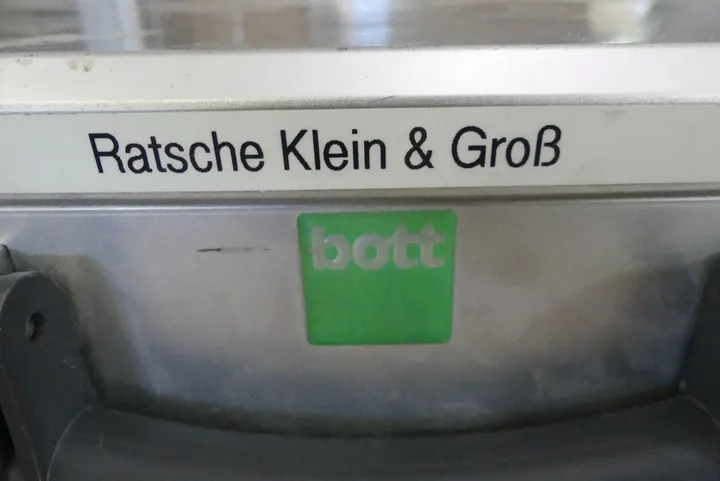 Ratsche Klein & Groß
bott